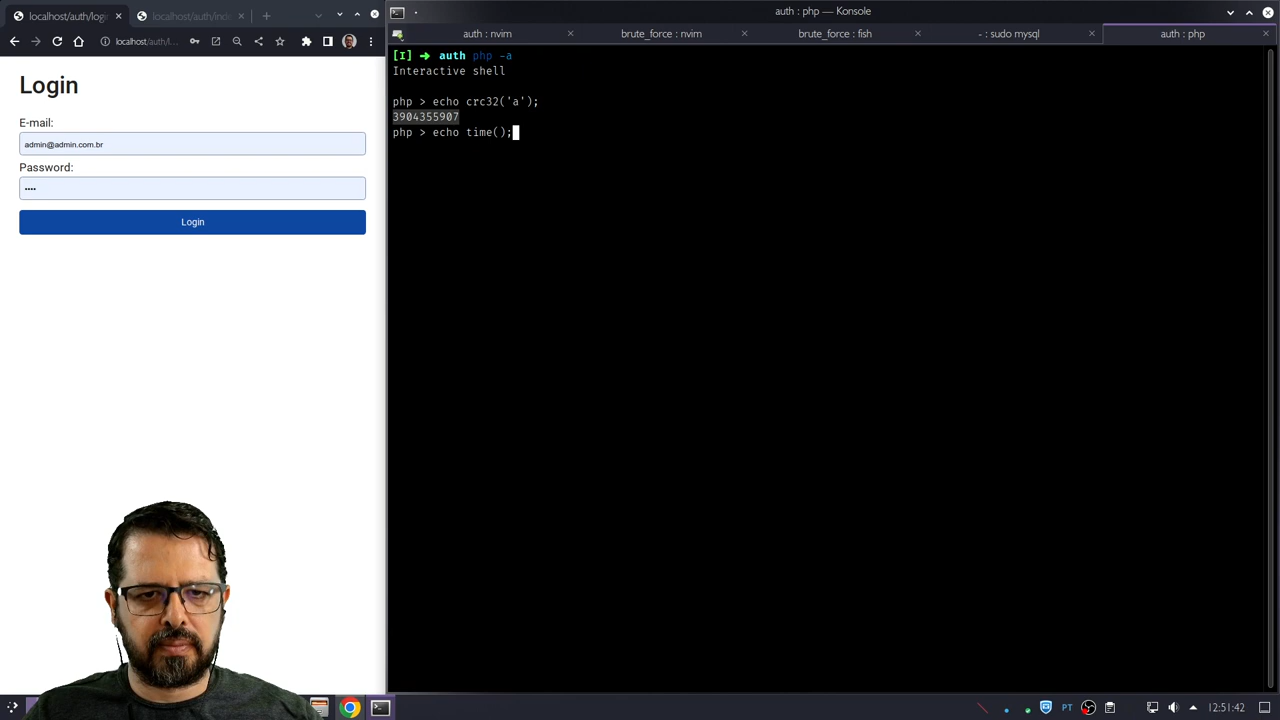 localhost/auth/log
localhost/auth/ind
auth : php — Konsole
localhost/auth/l...
auth : nvim
brute_force : nvim
brute_force : fish
~ : sudo mysql
auth : php
Login
E-mail:
admin@admin.com.br
Password:
••••
Login
[I] ➜ auth php -a
Interactive shell
php > echo crc32('a');
3904355907
php > echo time();
PT
12:51:42